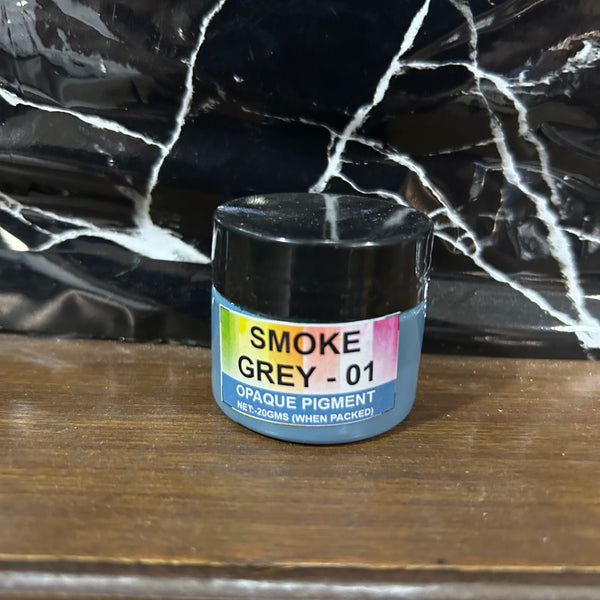 SMOKE
GREY - 01
OPAQUE PIGMENT
NET:-20GMS (WHEN PACKED)